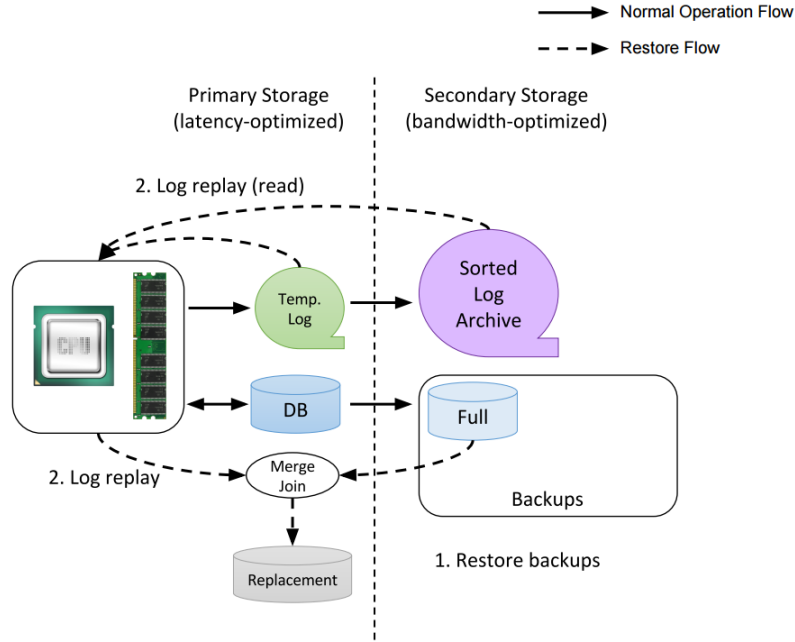 Normal Operation Flow
Restore Flow
Primary Storage
(latency-optimized)
Secondary Storage
(bandwidth-optimized)
2. Log replay (read)
Temp.
Log
Sorted
Log
Archive
CPU
DB
Full
2. Log replay
Merge
Join
Backups
Replacement
1. Restore backups